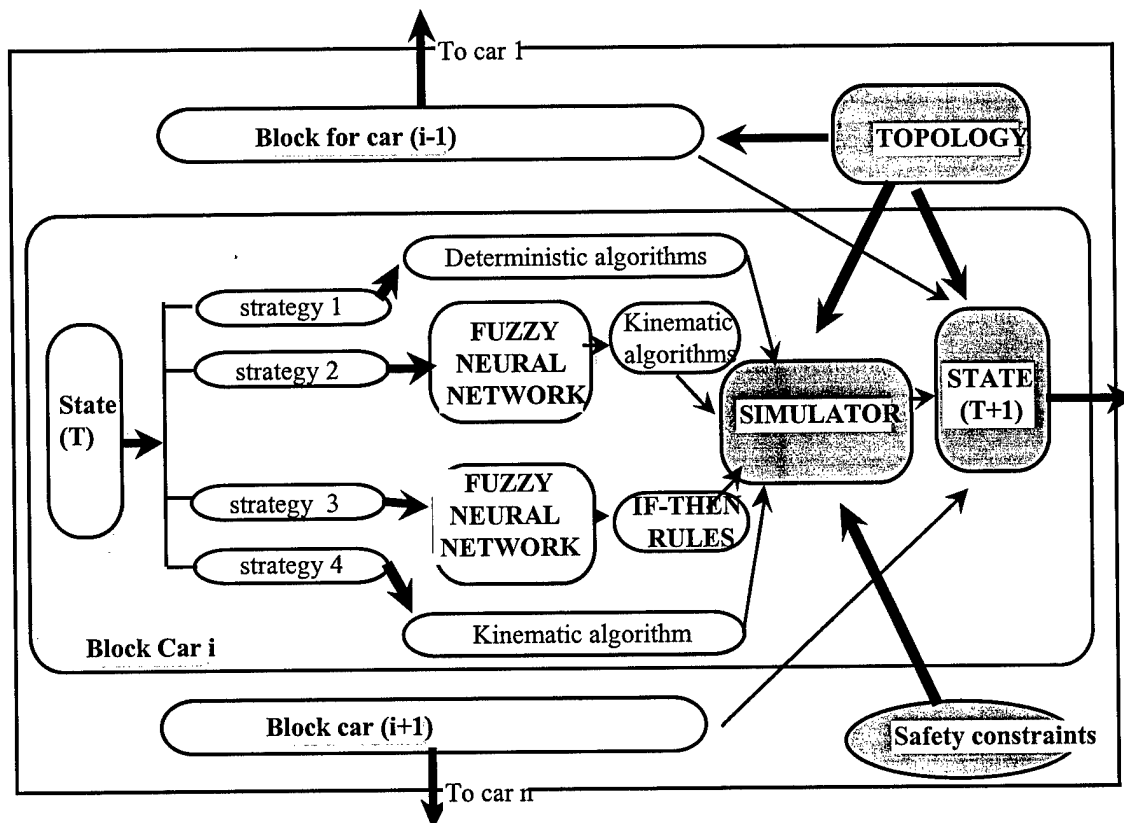 To car 1
Block for car (i-1)
TOPOLOGY
Deterministic algorithms
strategy 1
FUZZY
NEURAL
NETWORK
Kinematic
algorithms
strategy 2
State
(T)
SIMULATOR
STATE
(T+1)
strategy 3
FUZZY
NEURAL
NETWORK
IF-THEN
RULES
strategy 4
Kinematic algorithm
Block Car i
Block car (i+1)
Safety constraints
To car n